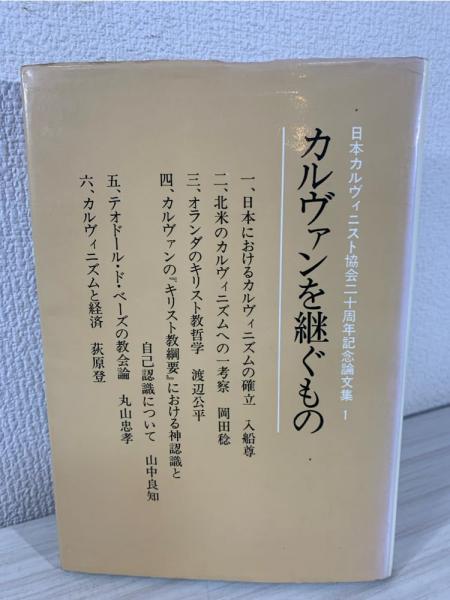 日本カルヴィニスト協会二十周年記念論文集 1
カルヴァンを継ぐもの
一、日本におけるカルヴィニズムの確立 入船尊
二、北米のカルヴィニズムへの一考察 岡田稔
三、オランダのキリスト教哲学 渡辺公平
四、カルヴァンの『キリスト教綱要』における神認識と
自己認識について 山中良知
五、テオドール・ド・ベーズの教会論 丸山忠孝
六、カルヴィニズムと経済 荻原登